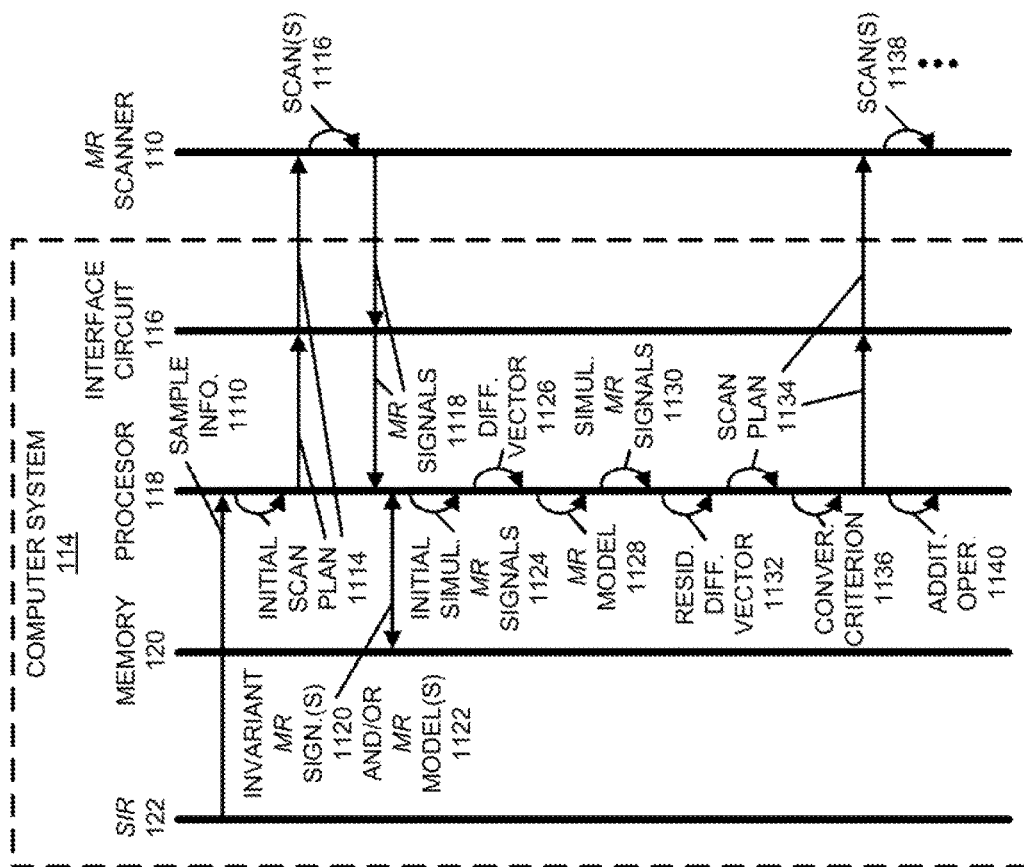 COMPUTER SYSTEM
114
SIR
122
MEMORY
120
PROCESOR
118
INTERFACE
CIRCUIT
116
MR
SCANNER
110
SAMPLE
INFO.
1110
INITIAL
SCAN
PLAN
1114
SCAN(S)
1116
MR
SIGNALS
1118
INVARIANT
MR
SIGN.(S)
1120
AND/OR
MR
MODEL(S)
1122
INITIAL
SIMUL.
MR
SIGNALS
1124
DIFF.
VECTOR
1126
MR
MODEL
1128
SIMUL.
MR
SIGNALS
1130
RESID.
DIFF.
VECTOR
1132
SCAN
PLAN
1134
CONVER.
CRITERION
1136
SCAN(S)
1138
ADDIT.
OPER.
1140